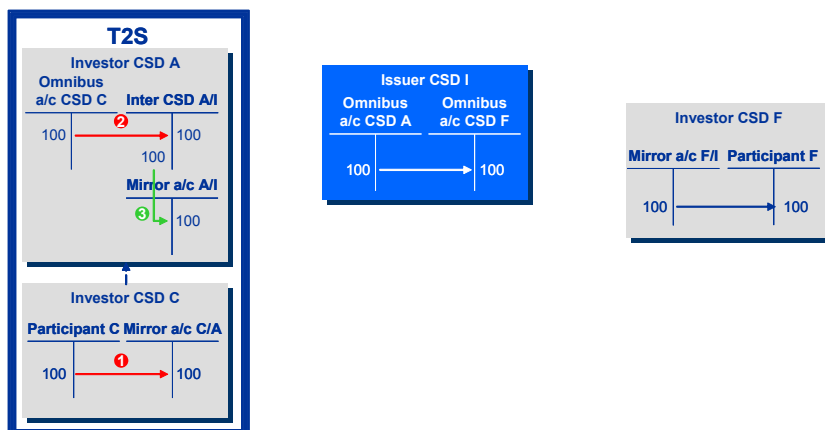 T2S
Investor CSD A
Omnibus
a/c CSD C Inter CSD A/I
100 2 100
100
Mirror a/c A/I
3 100
Investor CSD C
Participant C Mirror a/c C/A
1
100 100
Issuer CSD I
Omnibus Omnibus
a/c CSD A a/c CSD F
100 100
Investor CSD F
Mirror a/c F/I Participant F
100 100